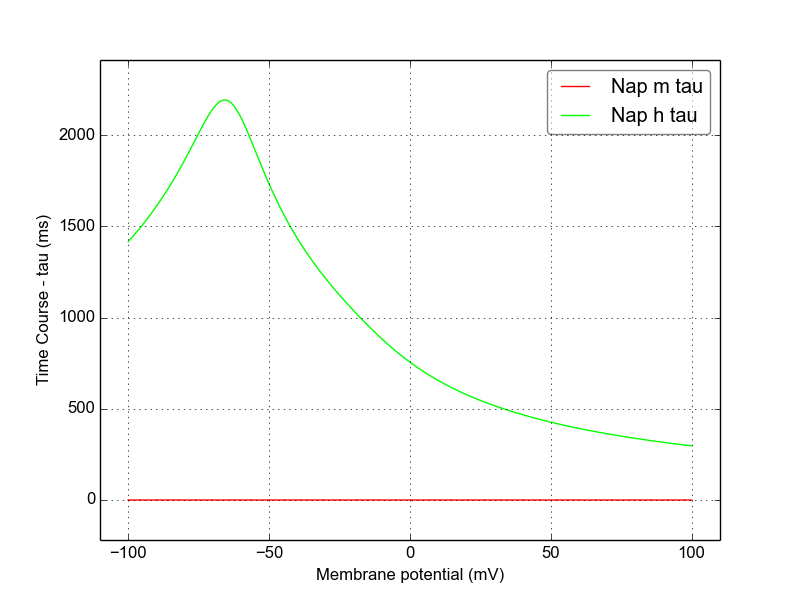 Nap m tau
Nap h tau
2000
1500
1000
500
0
−100
−50
0
50
100
Time Course - tau (ms)
Membrane potential (mV)